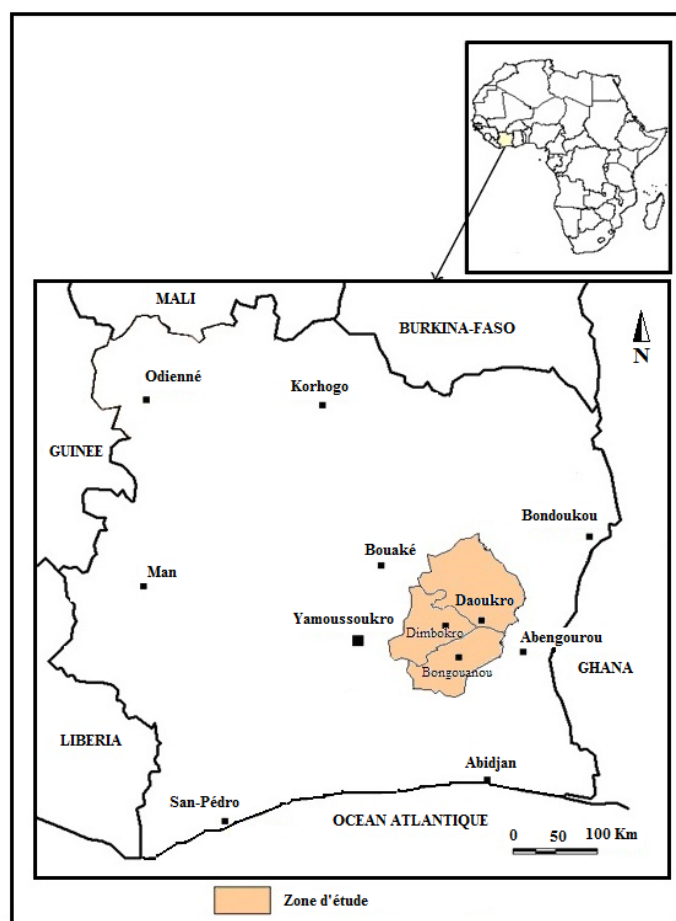 MALI
BURKINA-FASO
N
Odienné
Korhogo
GUINEE
Bondoukou
Bouaké
Man
Daoukro
Yamoussoukro
Dimbokro
Abengourou
Bongouanou
GHANA
LIBERIA
Abidjan
San-Pédro
OCEAN ATLANTIQUE
0 50 100 Km
Zone d'étude